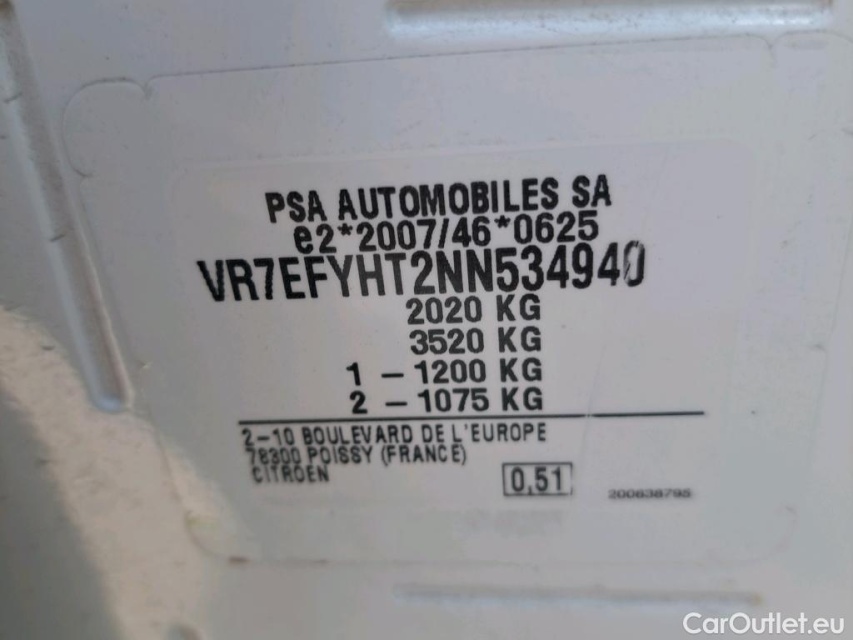 PSA AUTOMOBILES SA
e2*2007/46*0625
VR7EFYHT2NN534940
2020 KG
3520 KG
1 - 1200 KG
2 - 1075 KG
2-10 BOULEVARD DE L'EUROPE
78300 POISSY (FRANCE)
CITROEN
0,51
200638795
CarOutlet.eu